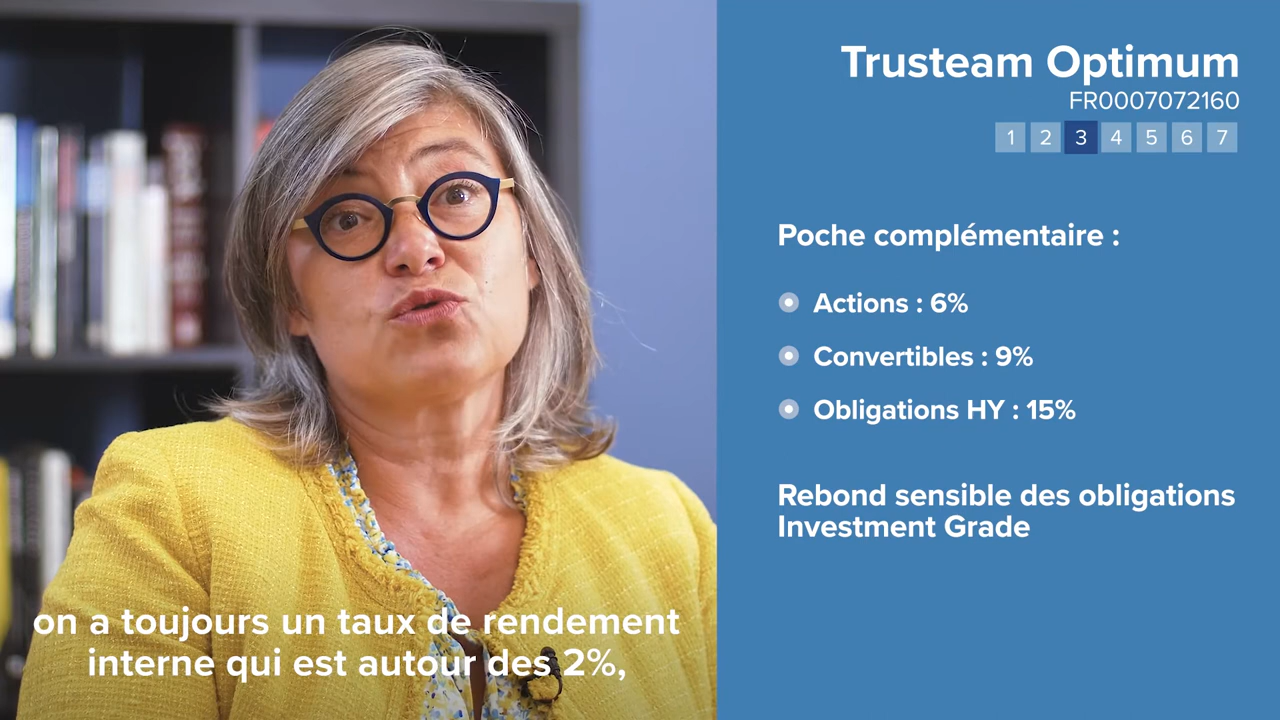 Trusteam Optimum
FR0007072160
1 2 3 4 5 6 7
Poche complémentaire :
Actions : 6%
Convertibles : 9%
Obligations HY : 15%
Rebond sensible des obligations
Investment Grade
on a toujours un taux de rendement
interne qui est autour des 2%,